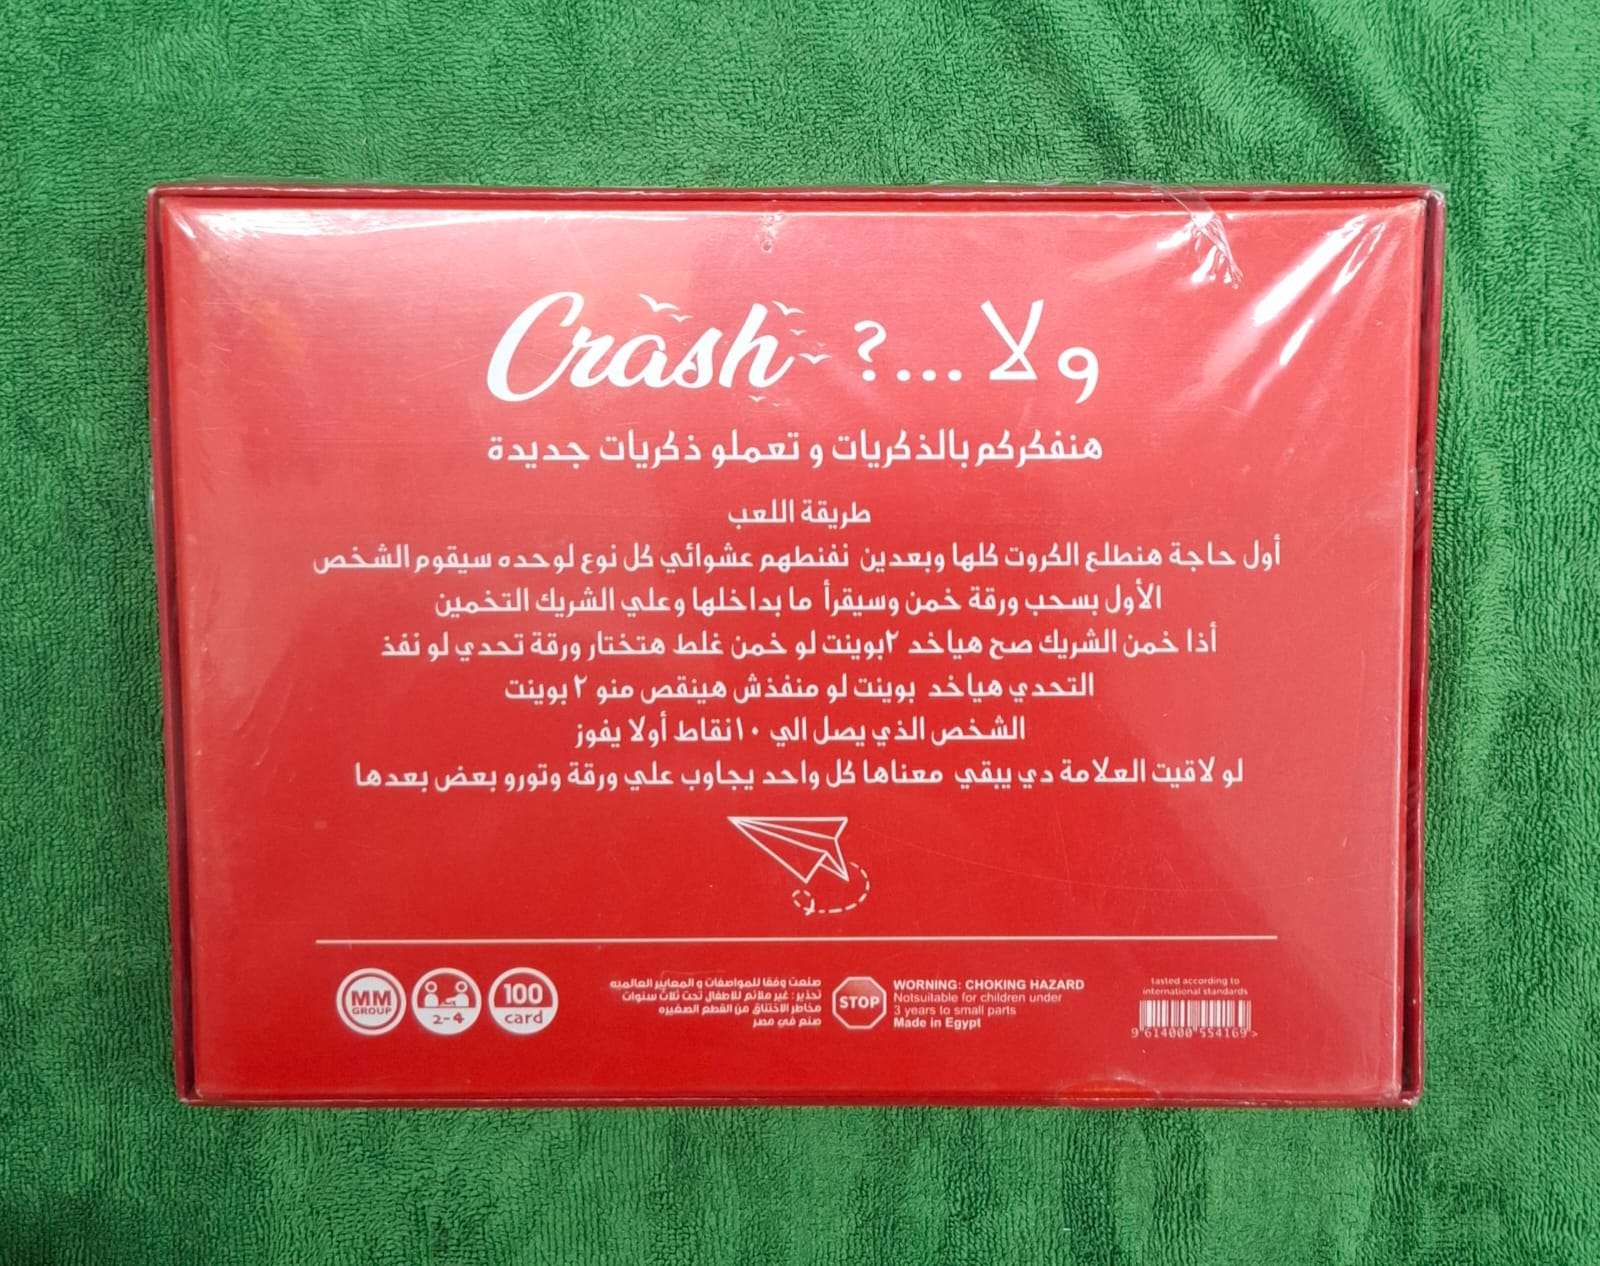 Crash ولا ...?
هنفكركم بالذكريات و تعملو ذكريات جديدة
طريقة اللعب
أول حاجة هنطلع الكروت كلها وبعدين نفنطهم عشوائي كل نوع لوحده سيقوم الشخص
الأول بسحب ورقة خمن وسيقرأ ما بداخلها وعلي الشريك التخمين
أذا خمن الشريك صح هياخد ٢بوينت لو خمن غلط هتختار ورقة تحدي لو نفذ
التحدي هياخد بوينت لو منفذش هينقص منو ٢ بوينت
الشخص الذي يصل الي ١٠نقاط أولا يفوز
لو لاقيت العلامة دي يبقي معناها كل واحد يجاوب علي ورقة وتورو بعض بعدها
MM
GROUP
2-4
100
card
صنعت وفقا للمواصفات و المعايير العالميه
تحذير : غير ملائم للاطفال تحت ثلاث سنوات
مخاطر الاختناق من القطع الصغيره
صنع في مصر
STOP
WORNING: CHOKING HAZARD
Notsuitable for children under
3 years to small parts
Made in Egypt
tasted according to
international standards
9 614000 554169 >